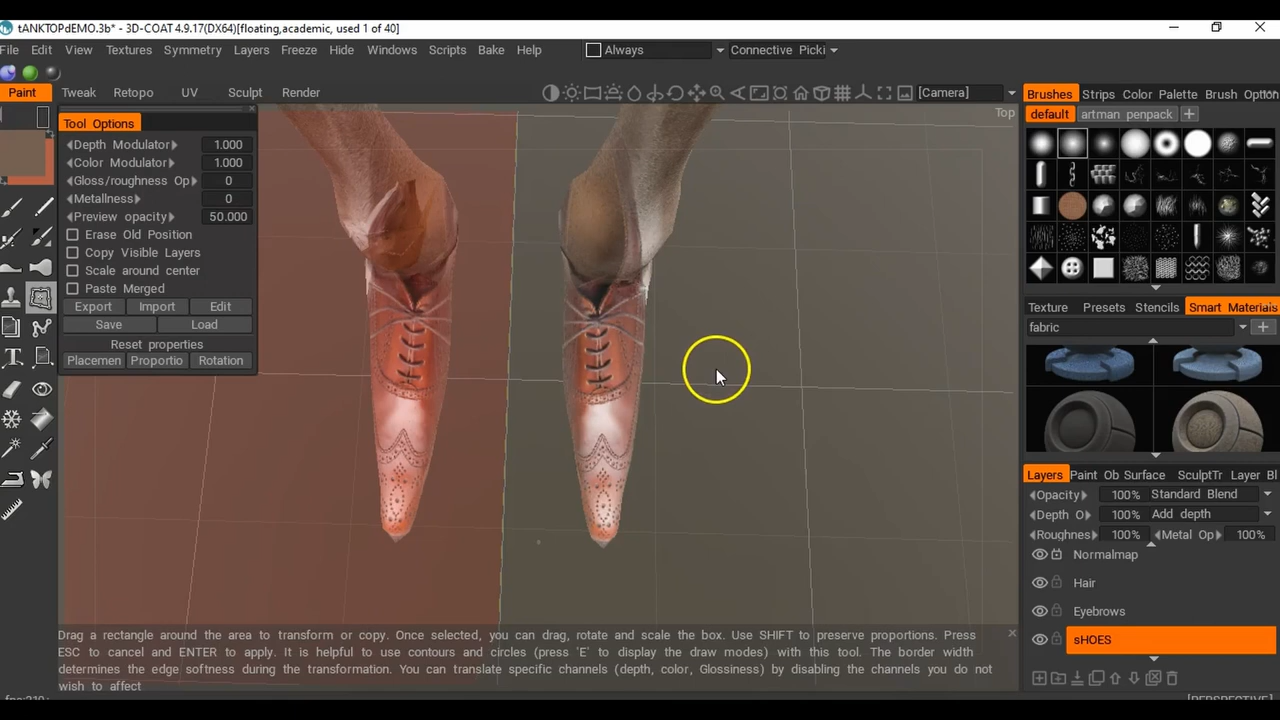 tANKTOPdEMO.3b* - 3D-COAT 4.9.17(DX64)[floating,academic, used 1 of 40]
File Edit View Textures Symmetry Layers Freeze Hide Windows Scripts Bake Help Always Connective Picki
Paint Tweak Retopo UV Sculpt Render [Camera]
Brushes Strips Color Palette Brush
default artman penpack
Top
Tool Options
Depth Modulator 1.000
Color Modulator 1.000
Gloss/roughness Op 0
Metallness 0
Preview opacity 50.000
Erase Old Position
Copy Visible Layers
Scale around center
Paste Merged
Export Import Edit
Save Load
Reset properties
Placemen Proportio Rotation
Texture Presets Stencils Smart Materials
fabric
Layers Paint Ob Surface SculptTr Layer Bl
Opacity 100% Standard Blend
Depth O 100% Add depth
Roughnes 100% Metal Op 100%
Normalmap
Hair
Eyebrows
sHOES
Drag a rectangle around the area to transform or copy. Once selected, you can drag, rotate and scale the box. Use SHIFT to preserve proportions. Press
ESC to cancel and ENTER to apply. It is helpful to use contours and circles (press 'E' to display the draw modes) with this tool. The border width
determines the edge softness during the transformation. You can translate specific channels (depth, color, Glossiness) by disabling the channels you do not
wish to affect